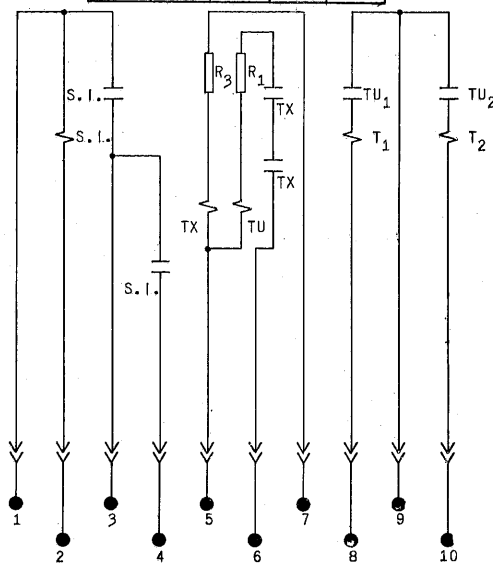 R3 R1
S.I. TX TU1 TU2
S.I. T1 T2
TX
TX TU
S.I.
1 3 5 7 9
2 4 6 8 10